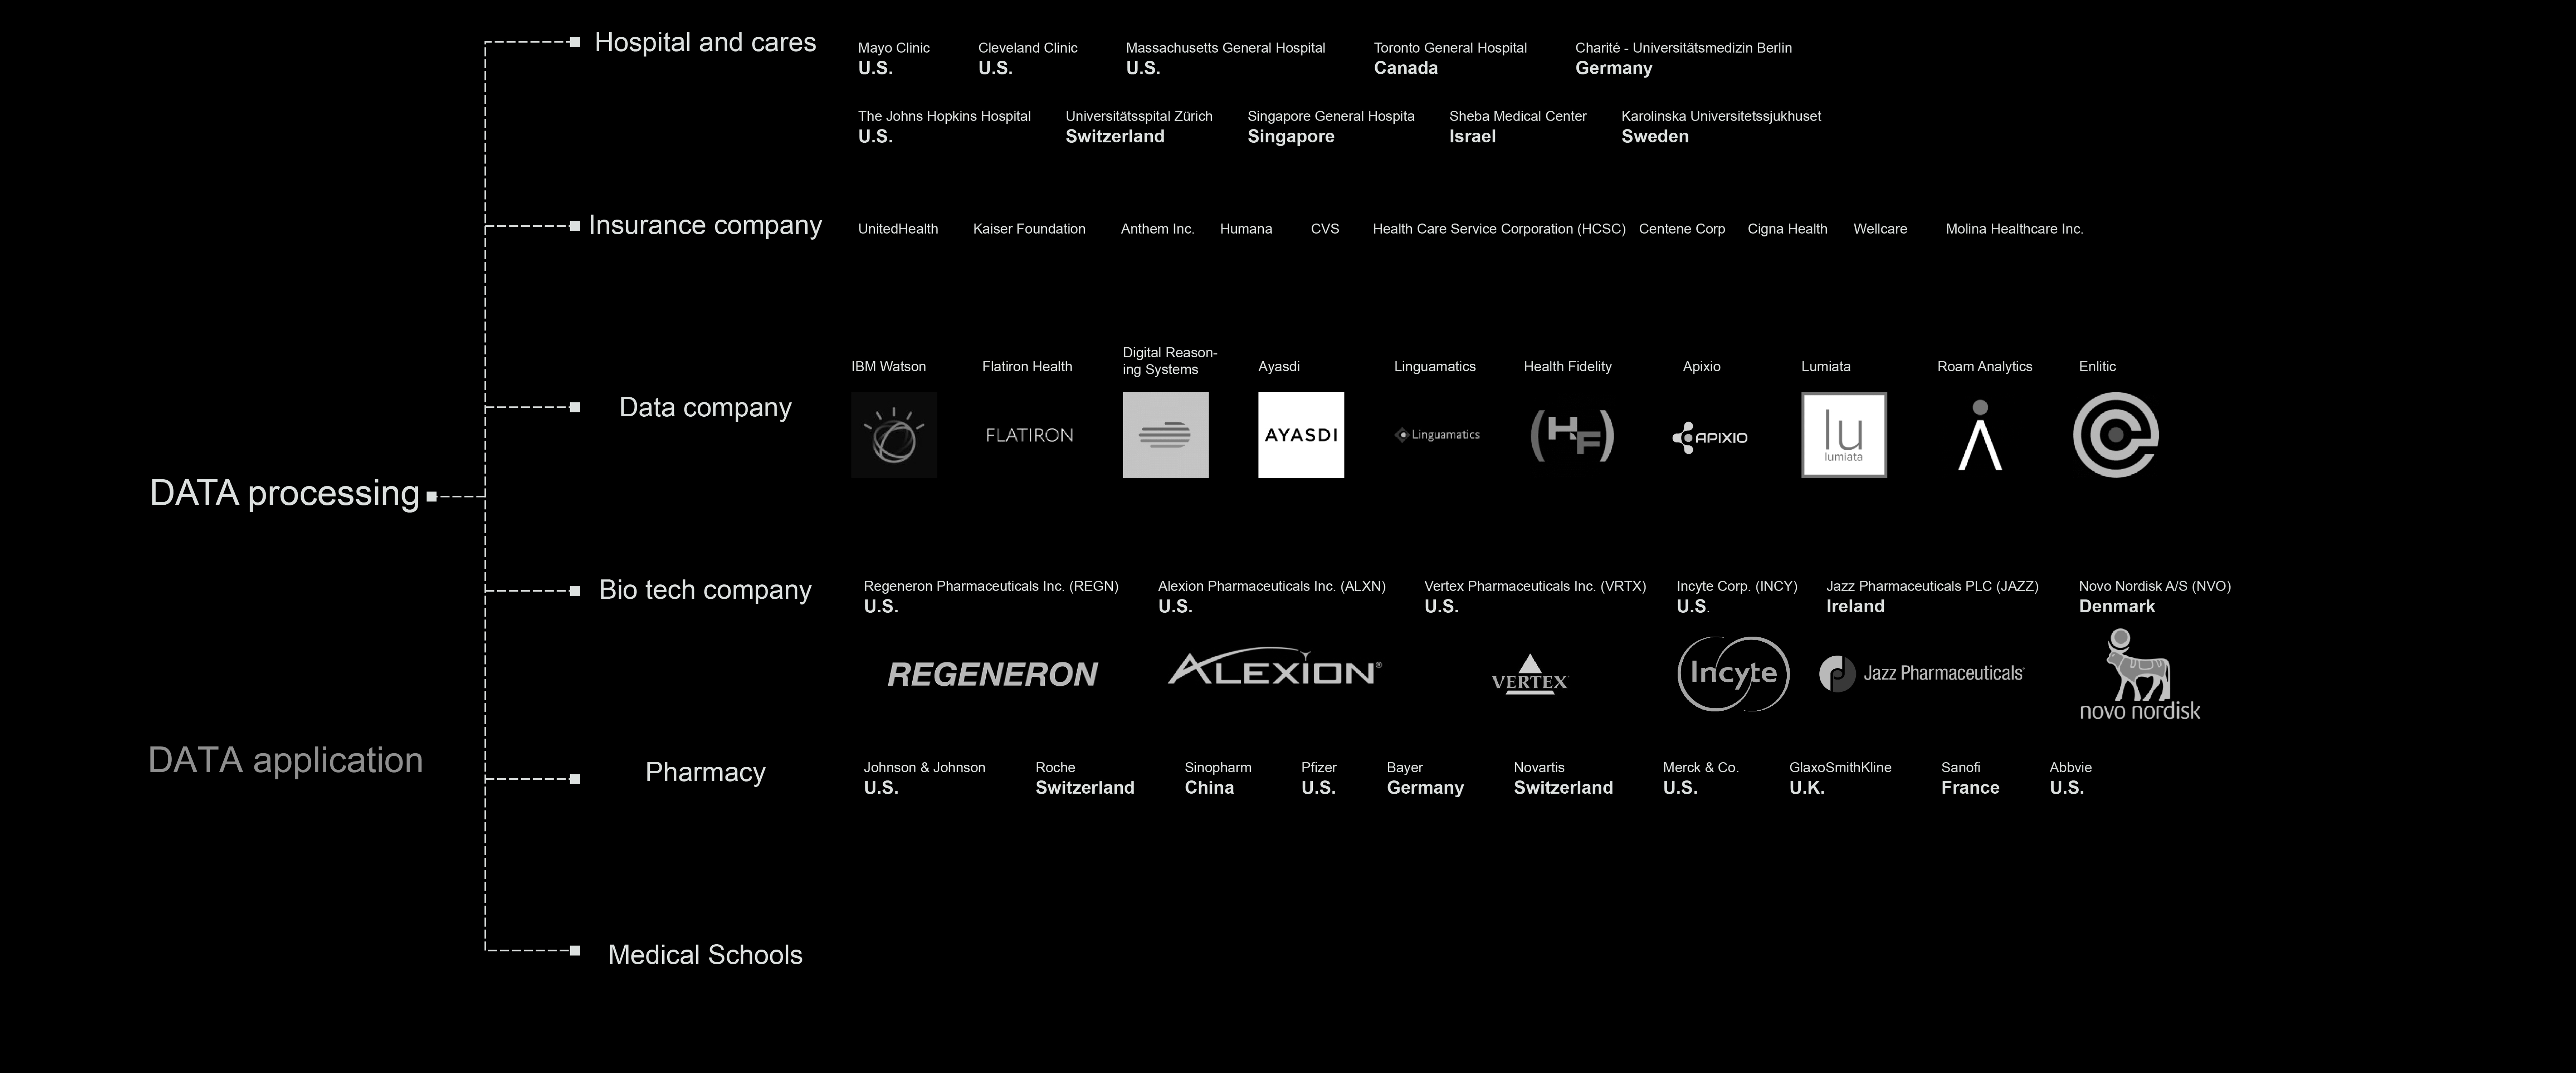 Hospital and cares
Mayo Clinic
U.S.
Cleveland Clinic
U.S.
Massachusetts General Hospital
U.S.
Toronto General Hospital
Canada
Charité - Universitätsmedizin Berlin
Germany
The Johns Hopkins Hospital
U.S.
Universitätsspital Zürich
Switzerland
Singapore General Hospita
Singapore
Sheba Medical Center
Israel
Karolinska Universitetssjukhuset
Sweden
Insurance company
UnitedHealth
Kaiser Foundation
Anthem Inc.
Humana
CVS
Health Care Service Corporation (HCSC)
Centene Corp
Cigna Health
Wellcare
Molina Healthcare Inc.
Data company
IBM Watson
Flatiron Health
Digital Reason-
ing Systems
Ayasdi
Linguamatics
Health Fidelity
Apixio
Lumiata
Roam Analytics
Enlitic
FLATIRON
AYASDI
Linguamatics
(HF)
APIXIO
lu
lumiata
DATA processing
Bio tech company
Regeneron Pharmaceuticals Inc. (REGN)
U.S.
Alexion Pharmaceuticals Inc. (ALXN)
U.S.
Vertex Pharmaceuticals Inc. (VRTX)
U.S.
Incyte Corp. (INCY)
U.S.
Jazz Pharmaceuticals PLC (JAZZ)
Ireland
Novo Nordisk A/S (NVO)
Denmark
REGENERON
ALEXION®
VERTEX
Incyte
Jazz Pharmaceuticals
novo nordisk
DATA application
Pharmacy
Johnson & Johnson
U.S.
Roche
Switzerland
Sinopharm
China
Pfizer
U.S.
Bayer
Germany
Novartis
Switzerland
Merck & Co.
U.S.
GlaxoSmithKline
U.K.
Sanofi
France
Abbvie
U.S.
Medical Schools